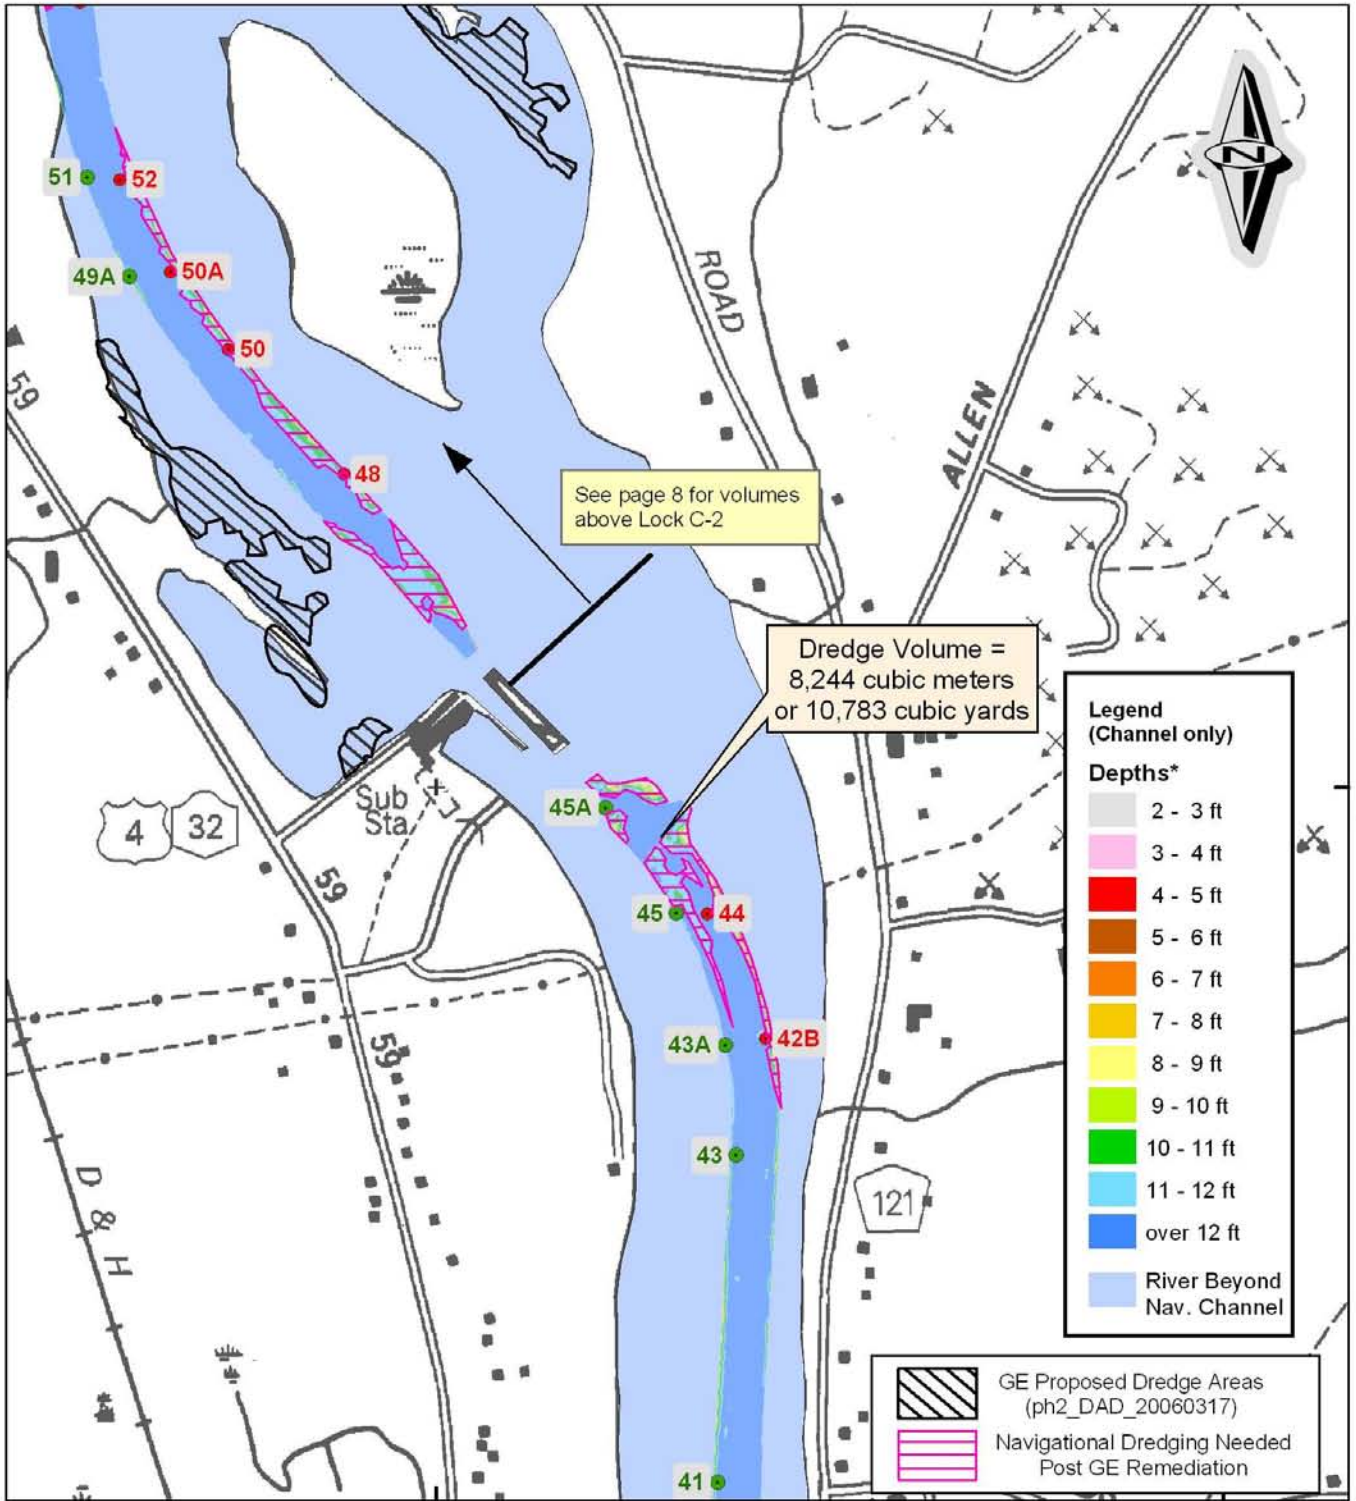 51
52
N
49A
50A
ROAD
50
59
ALLEN
48
See page 8 for volumes
above Lock C-2
Dredge Volume =
8,244 cubic meters
or 10,783 cubic yards
Sub
Sta
45A
4
32
59
45
44
43A
42B
59
43
121
D & H
41
Legend
(Channel only)
Depths*
2 - 3 ft
3 - 4 ft
4 - 5 ft
5 - 6 ft
6 - 7 ft
7 - 8 ft
8 - 9 ft
9 - 10 ft
10 - 11 ft
11 - 12 ft
over 12 ft
River Beyond
Nav. Channel
GE Proposed Dredge Areas
(ph2_DAD_20060317)
Navigational Dredging Needed
Post GE Remediation